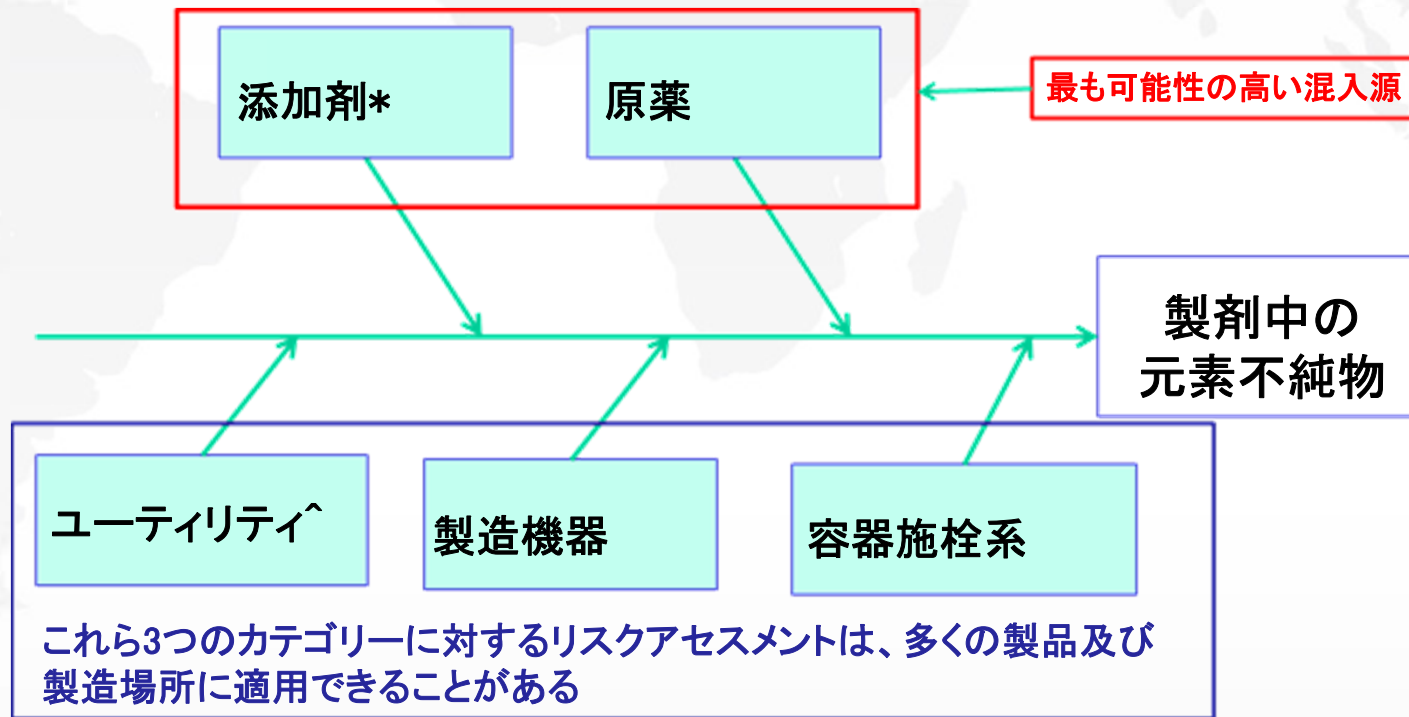 添加剤*
原薬
最も可能性の高い混入源
製剤中の
元素不純物
ユーティリティ^
製造機器
容器施栓系
これら3つのカテゴリーに対するリスクアセスメントは、多くの製品及び
製造場所に適用できることがある